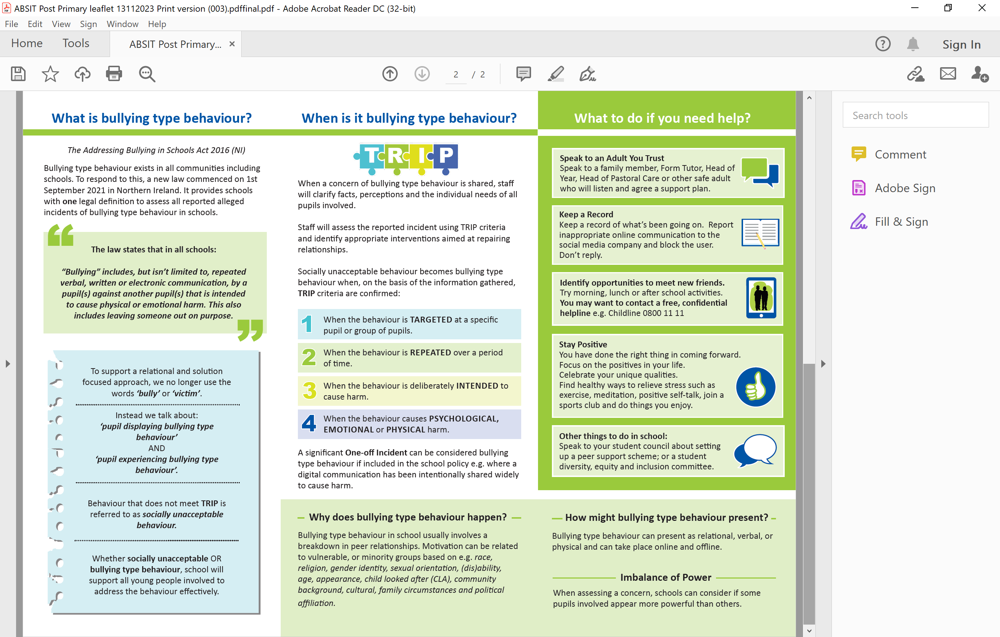 ABSIT Post Primary leaflet 13112023 Print version (003).pdffinal.pdf - Adobe Acrobat Reader DC (32-bit)
File Edit View Sign Window Help
Home Tools ABSIT Post Primary... × Sign In
2 / 2
What is bullying type behaviour?
The Addressing Bullying in Schools Act 2016 (NI)
Bullying type behaviour exists in all communities including
schools. To respond to this, a new law commenced on 1st
September 2021 in Northern Ireland. It provides schools
with one legal definition to assess all reported alleged
incidents of bullying type behaviour in schools.
“
The law states that in all schools:
“Bullying” includes, but isn’t limited to, repeated
verbal, written or electronic communication, by a
pupil(s) against another pupil(s) that is intended
to cause physical or emotional harm. This also
includes leaving someone out on purpose.
”
To support a relational and solution
focused approach, we no longer use the
words ‘bully’ or ‘victim’.
Instead we talk about:
‘pupil displaying bullying type
behaviour’
AND
‘pupil experiencing bullying type
behaviour’.
Behaviour that does not meet TRIP is
referred to as socially unacceptable
behaviour.
Whether socially unacceptable OR
bullying type behaviour, school will
support all young people involved to
address the behaviour effectively.
When is it bullying type behaviour?
TRIP
When a concern of bullying type behaviour is shared, staff
will clarify facts, perceptions and the individual needs of all
pupils involved.
Staff will assess the reported incident using TRIP criteria
and identify appropriate interventions aimed at repairing
relationships.
Socially unacceptable behaviour becomes bullying type
behaviour when, on the basis of the information gathered,
TRIP criteria are confirmed:
1 When the behaviour is TARGETED at a specific
pupil or group of pupils.
2 When the behaviour is REPEATED over a period
of time.
3 When the behaviour is deliberately INTENDED to
cause harm.
4 When the behaviour causes PSYCHOLOGICAL,
EMOTIONAL or PHYSICAL harm.
A significant One-off Incident can be considered bullying
type behaviour if included in the school policy e.g. where a
digital communication has been intentionally shared widely
to cause harm.
What to do if you need help?
Speak to an Adult You Trust
Speak to a family member, Form Tutor, Head of
Year, Head of Pastoral Care or other safe adult
who will listen and agree a support plan.
Keep a Record
Keep a record of what’s been going on. Report
inappropriate online communication to the
social media company and block the user.
Don’t reply.
Identify opportunities to meet new friends.
Try morning, lunch or after school activities.
You may want to contact a free, confidential
helpline e.g. Childline 0800 11 11
Stay Positive
You have done the right thing in coming forward.
Focus on the positives in your life.
Celebrate your unique qualities.
Find healthy ways to relieve stress such as
exercise, meditation, positive self-talk, join a
sports club and do things you enjoy.
Other things to do in school:
Speak to your student council about setting
up a peer support scheme; or a student
diversity, equity and inclusion committee.
Why does bullying type behaviour happen?
Bullying type behaviour in school usually involves a
breakdown in peer relationships. Motivation can be related
to vulnerable, or minority groups based on e.g. race,
religion, gender identity, sexual orientation, (dis)ability,
age, appearance, child looked after (CLA), community
background, cultural, family circumstances and political
affiliation.
How might bullying type behaviour present?
Bullying type behaviour can present as relational, verbal, or
physical and can take place online and offline.
Imbalance of Power
When assessing a concern, schools can consider if some
pupils involved appear more powerful than others.
Search tools
Comment
Adobe Sign
Fill & Sign